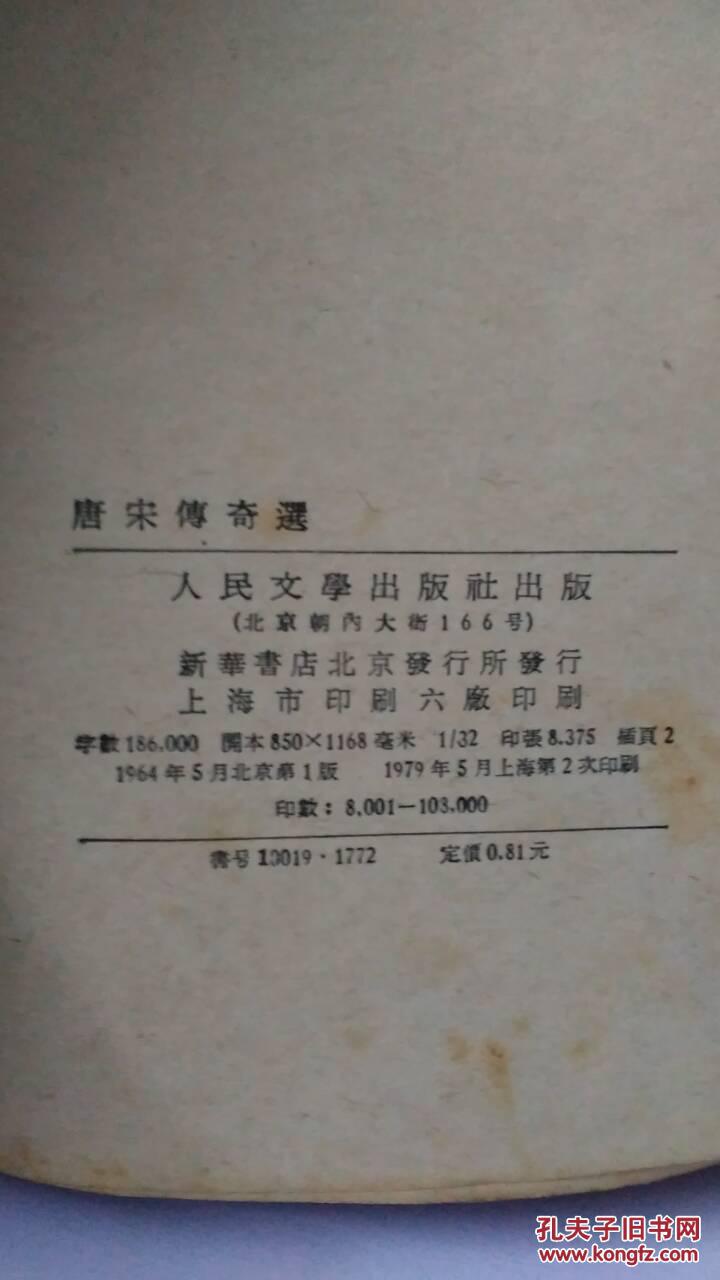 唐宋傳奇選
人民文學出版社出版
(北京朝內大街166号)
新華書店北京發行所發行
上海市印刷六廠印刷
字數186.000 開本850×1168毫米 1/32 印張8.375 插頁2
1964年5月北京第1版 1979年5月上海第2次印刷
印數：8.001—103.000
書号10019·1772 定價0.81元
孔夫子旧书网
www.kongfz.com